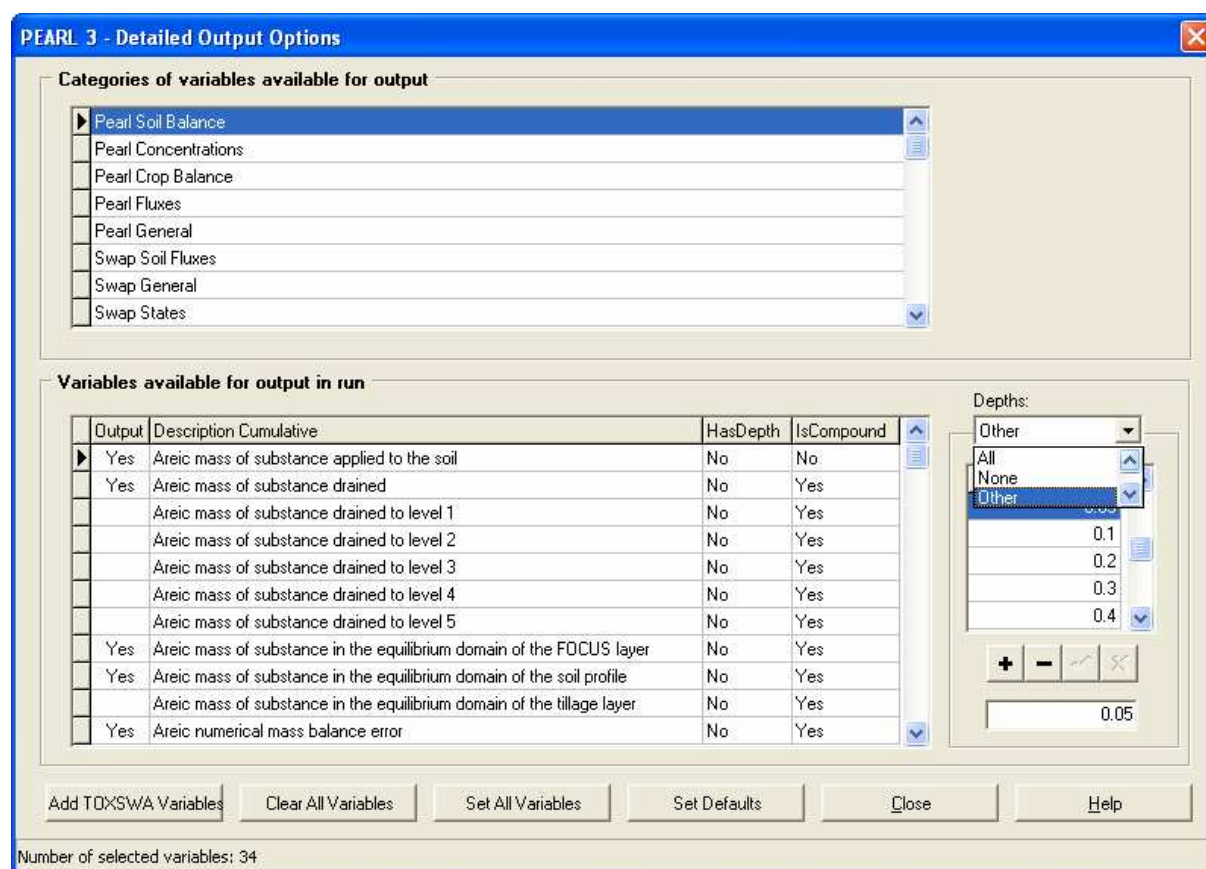 PEARL 3 - Detailed Output Options
Categories of variables available for output
Pearl Soil Balance
Pearl Concentrations
Pearl Crop Balance
Pearl Fluxes
Pearl General
Swap Soil Fluxes
Swap General
Swap States
Variables available for output in run
Output Description Cumulative HasDepth IsCompound
Yes Areic mass of substance applied to the soil No No
Yes Areic mass of substance drained No Yes
Areic mass of substance drained to level 1 No Yes
Areic mass of substance drained to level 2 No Yes
Areic mass of substance drained to level 3 No Yes
Areic mass of substance drained to level 4 No Yes
Areic mass of substance drained to level 5 No Yes
Yes Areic mass of substance in the equilibrium domain of the FOCUS layer No Yes
Yes Areic mass of substance in the equilibrium domain of the soil profile No Yes
Areic mass of substance in the equilibrium domain of the tillage layer No Yes
Yes Areic numerical mass balance error No Yes
Depths:
Other
All
None
Other
0.1
0.2
0.3
0.4
0.05
Add TOXSWA Variables Clear All Variables Set All Variables Set Defaults Close Help
Number of selected variables: 34